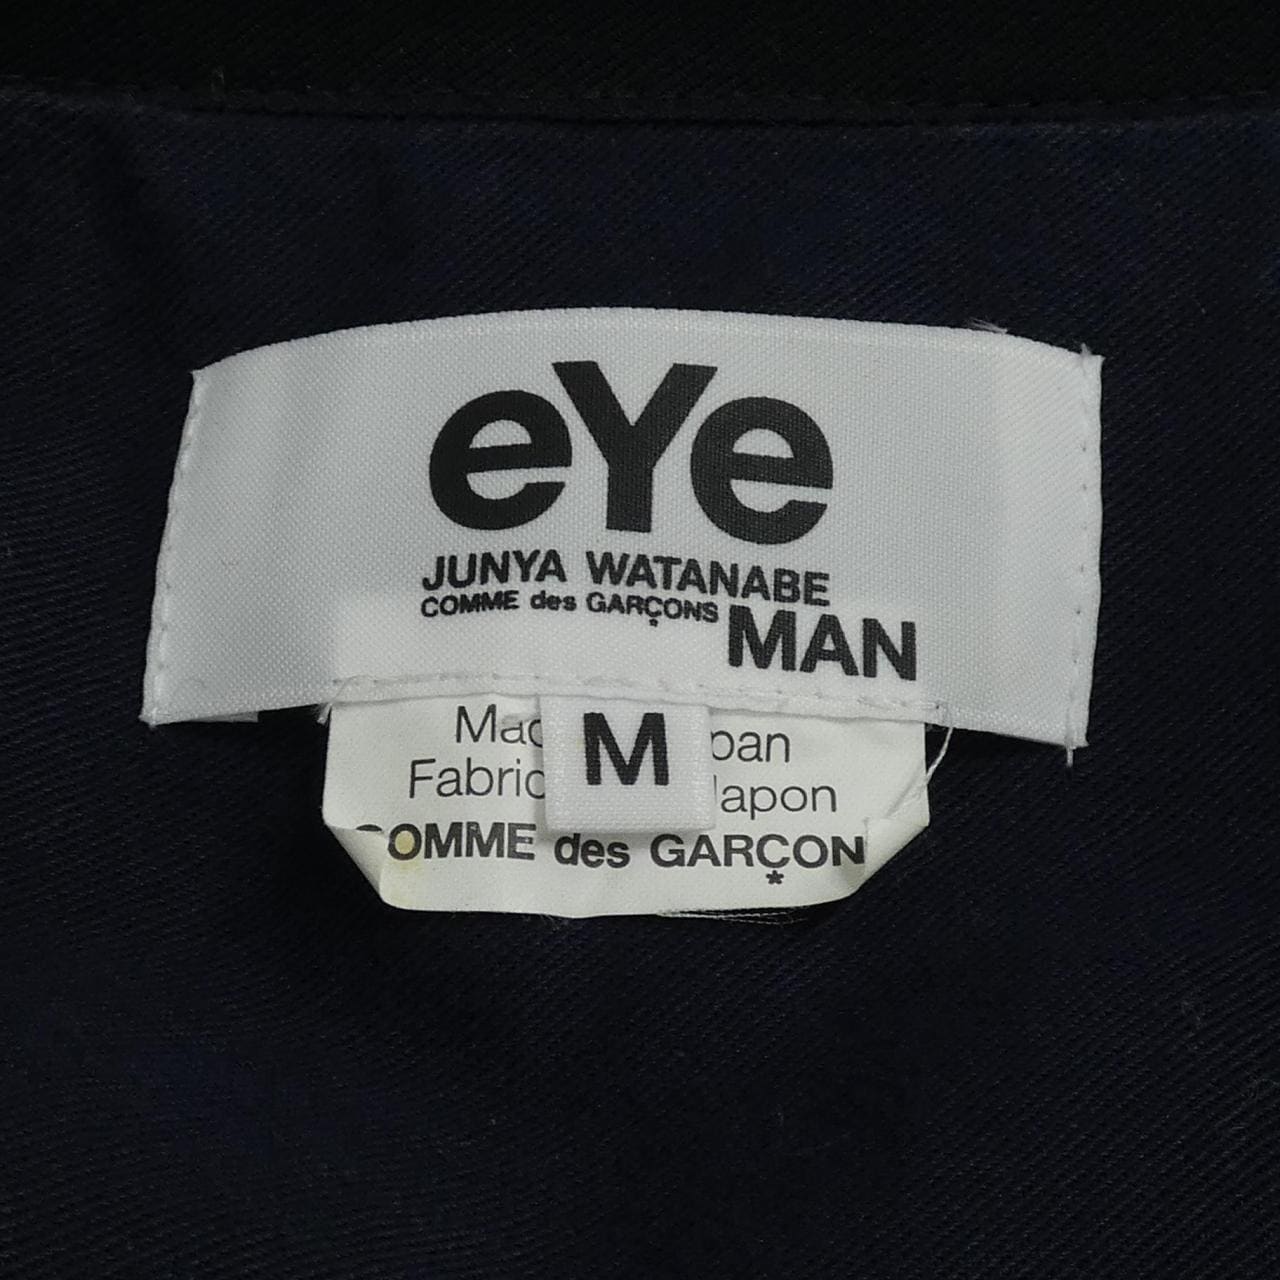 eYe
JUNYA WATANABE
COMME des GARÇONS MAN
M
COMME des GARÇON